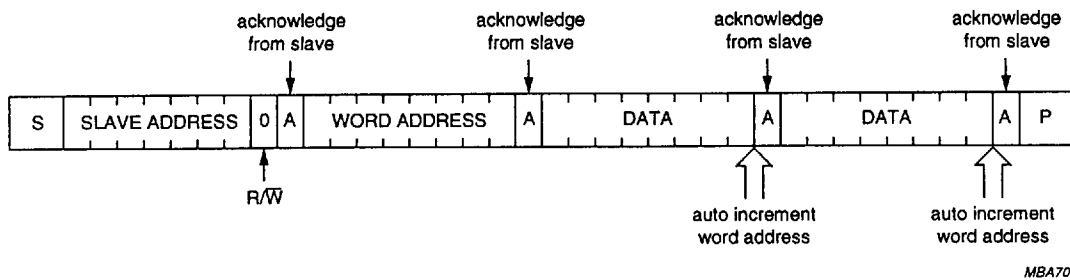 acknowledge
from slave
acknowledge
from slave
acknowledge
from slave
acknowledge
from slave
S SLAVE ADDRESS 0 A WORD ADDRESS A DATA A DATA A P
R/W̅
auto increment
word address
auto increment
word address
MBA70